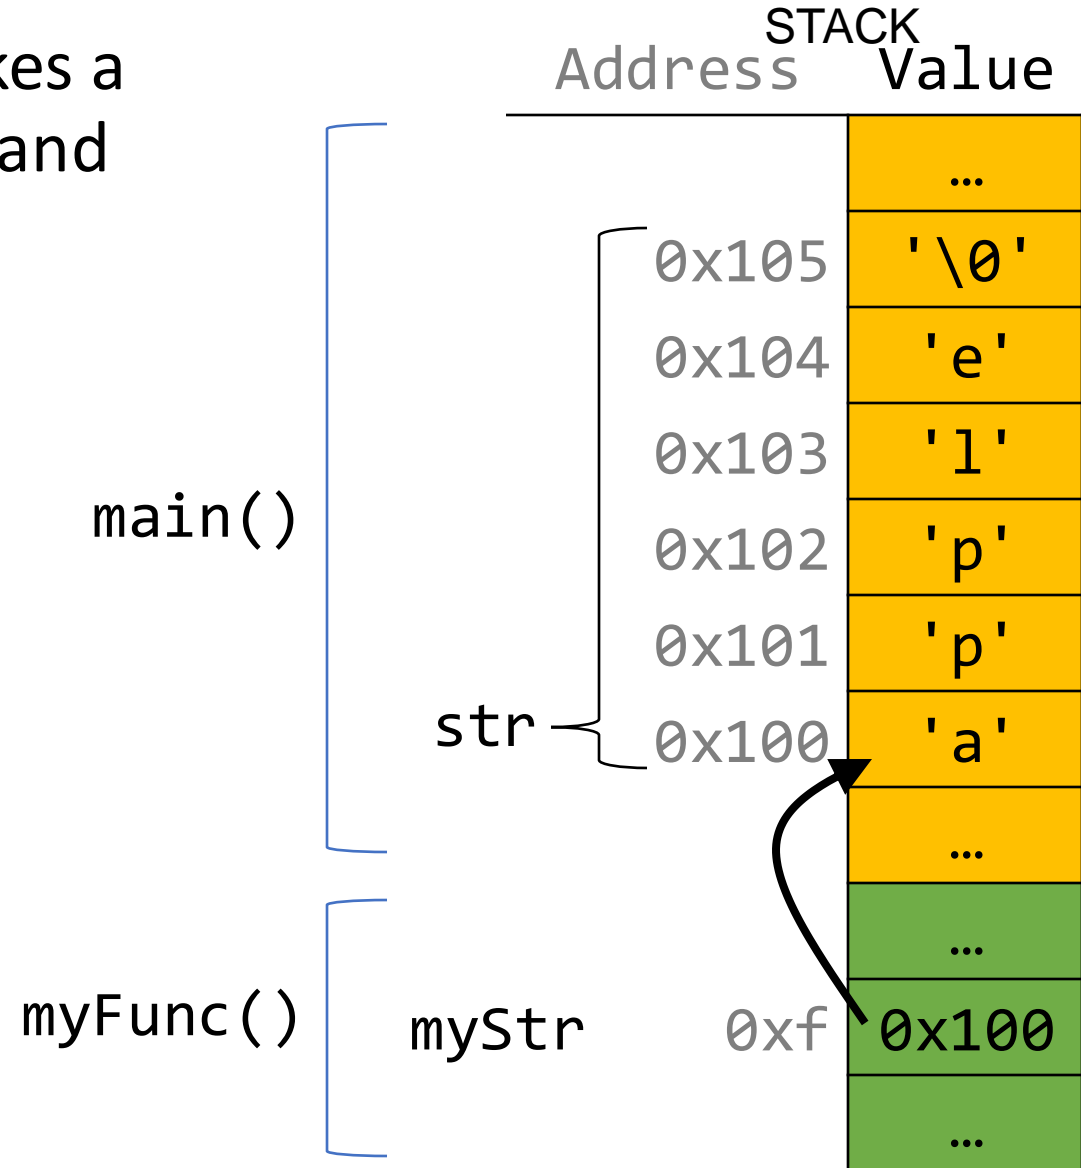 STACK
kes a
Address Value
and
…
0x105 '\0'
0x104 'e'
0x103 'l'
main()
0x102 'p'
0x101 'p'
str 0x100 'a'
…
…
myFunc() myStr 0xf 0x100
…